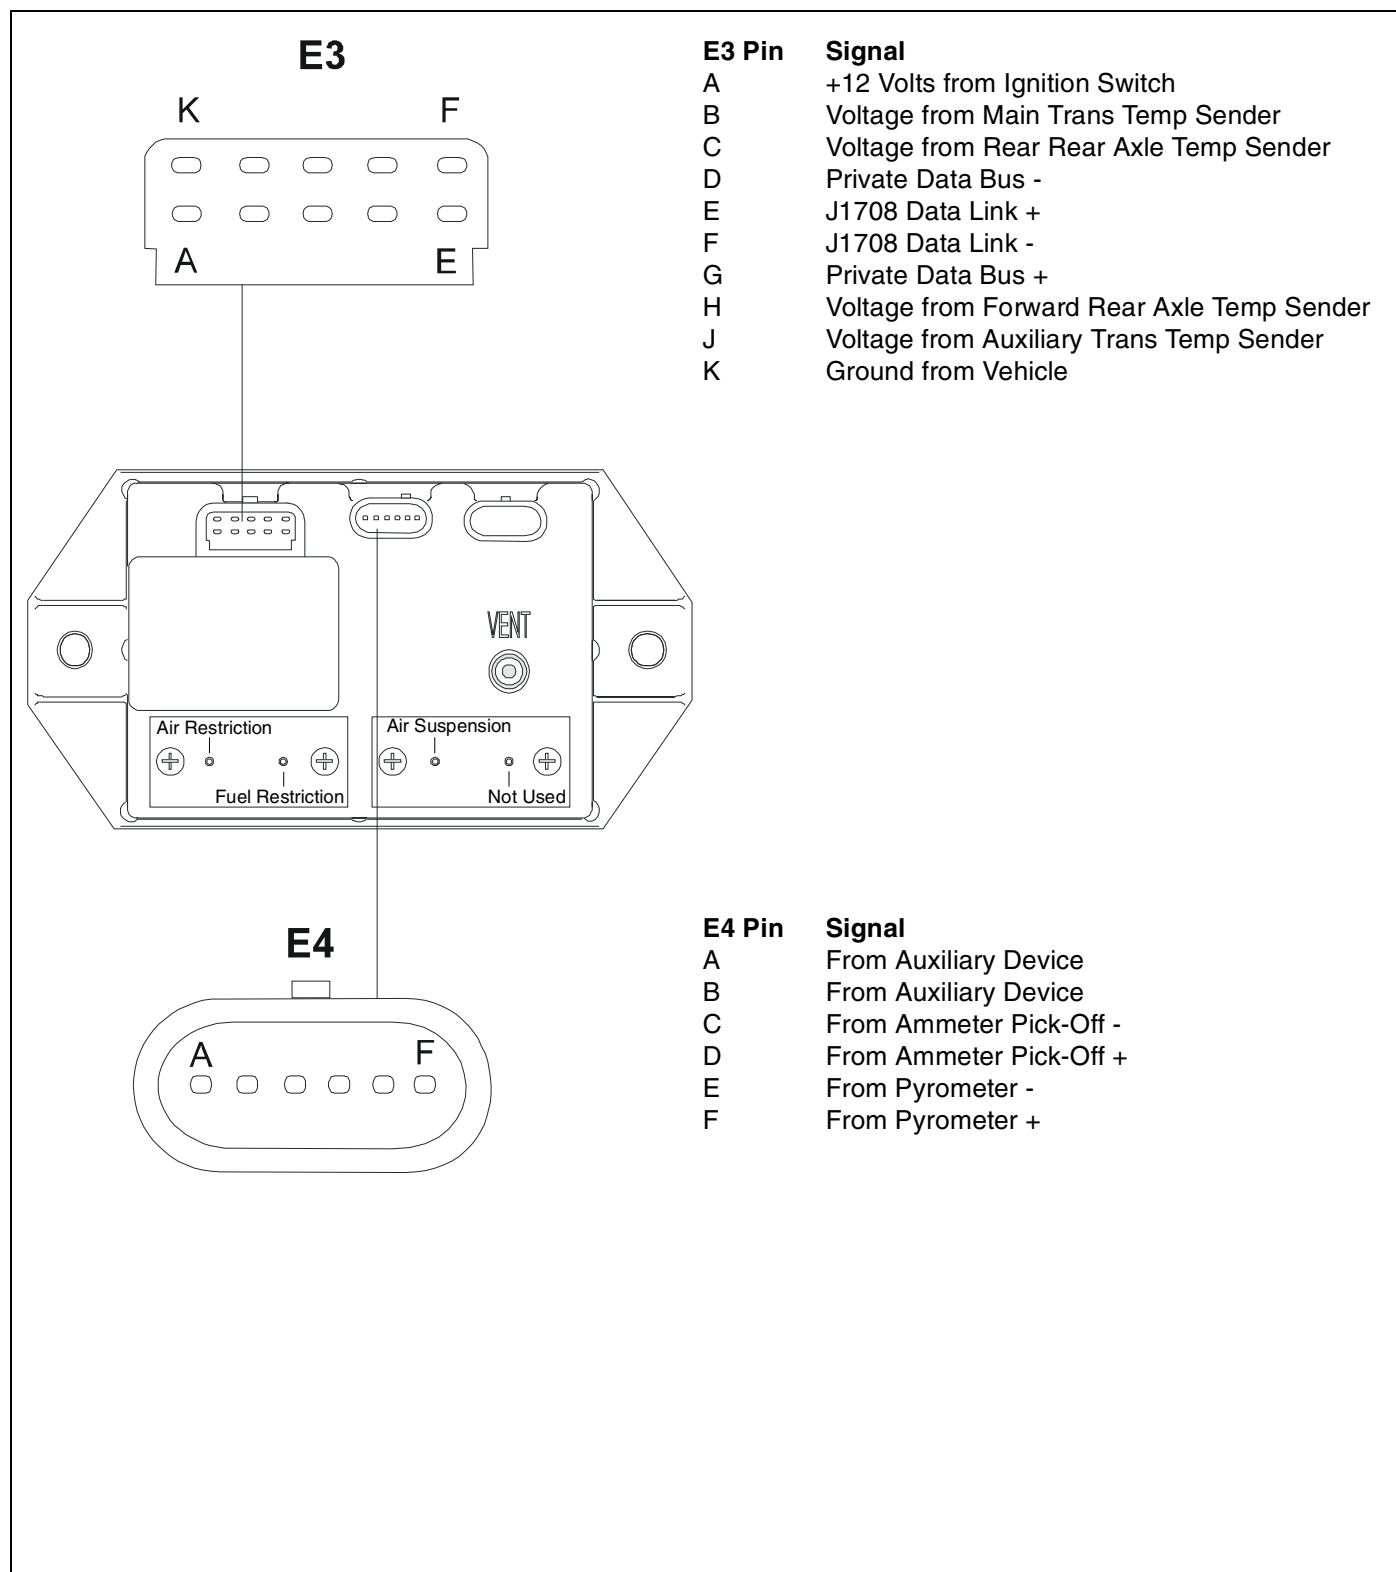 E3
K F
A E
E3 Pin Signal
A +12 Volts from Ignition Switch
B Voltage from Main Trans Temp Sender
C Voltage from Rear Rear Axle Temp Sender
D Private Data Bus -
E J1708 Data Link +
F J1708 Data Link -
G Private Data Bus +
H Voltage from Forward Rear Axle Temp Sender
J Voltage from Auxiliary Trans Temp Sender
K Ground from Vehicle
VENT
Air Restriction
Fuel Restriction
Air Suspension
Not Used
E4
A F
E4 Pin Signal
A From Auxiliary Device
B From Auxiliary Device
C From Ammeter Pick-Off -
D From Ammeter Pick-Off +
E From Pyrometer -
F From Pyrometer +